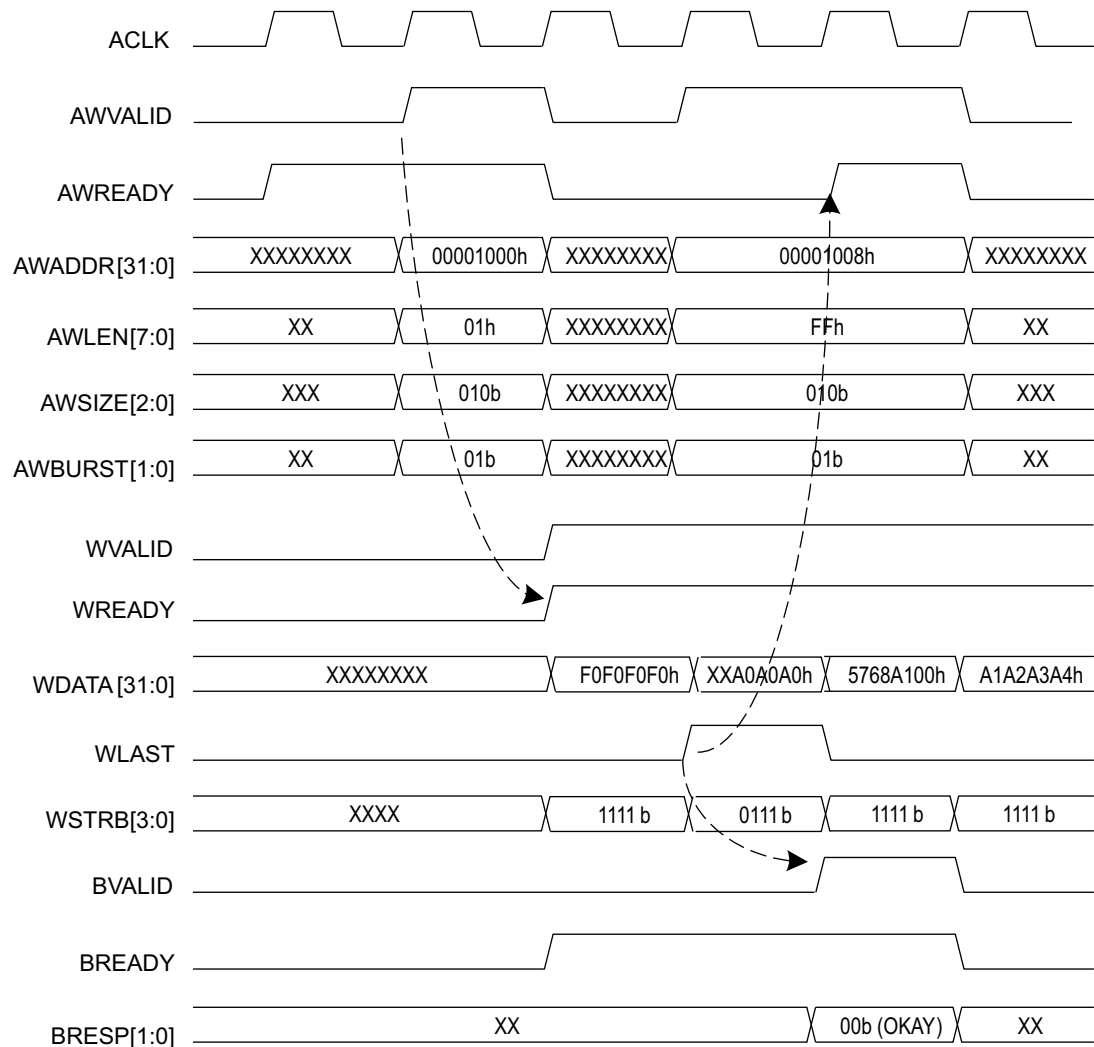 ACLK
AWVALID
AWREADY
AWADDR[31:0] XXXXXXXX 00001000h XXXXXXXX 00001008h XXXXXXXX
AWLEN[7:0] XX 01h XXXXXXXX FFh XX
AWSIZE[2:0] XXX 010b XXXXXXXX 010b XXX
AWBURST[1:0] XX 01b XXXXXXXX 01b XX
WVALID
WREADY
WDATA[31:0] XXXXXXXX F0F0F0F0h XXA0A0A0h 5768A100h A1A2A3A4h
WLAST
WSTRB[3:0] XXXX 1111 b 0111 b 1111 b 1111 b
BVALID
BREADY
BRESP[1:0] XX 00b (OKAY) XX